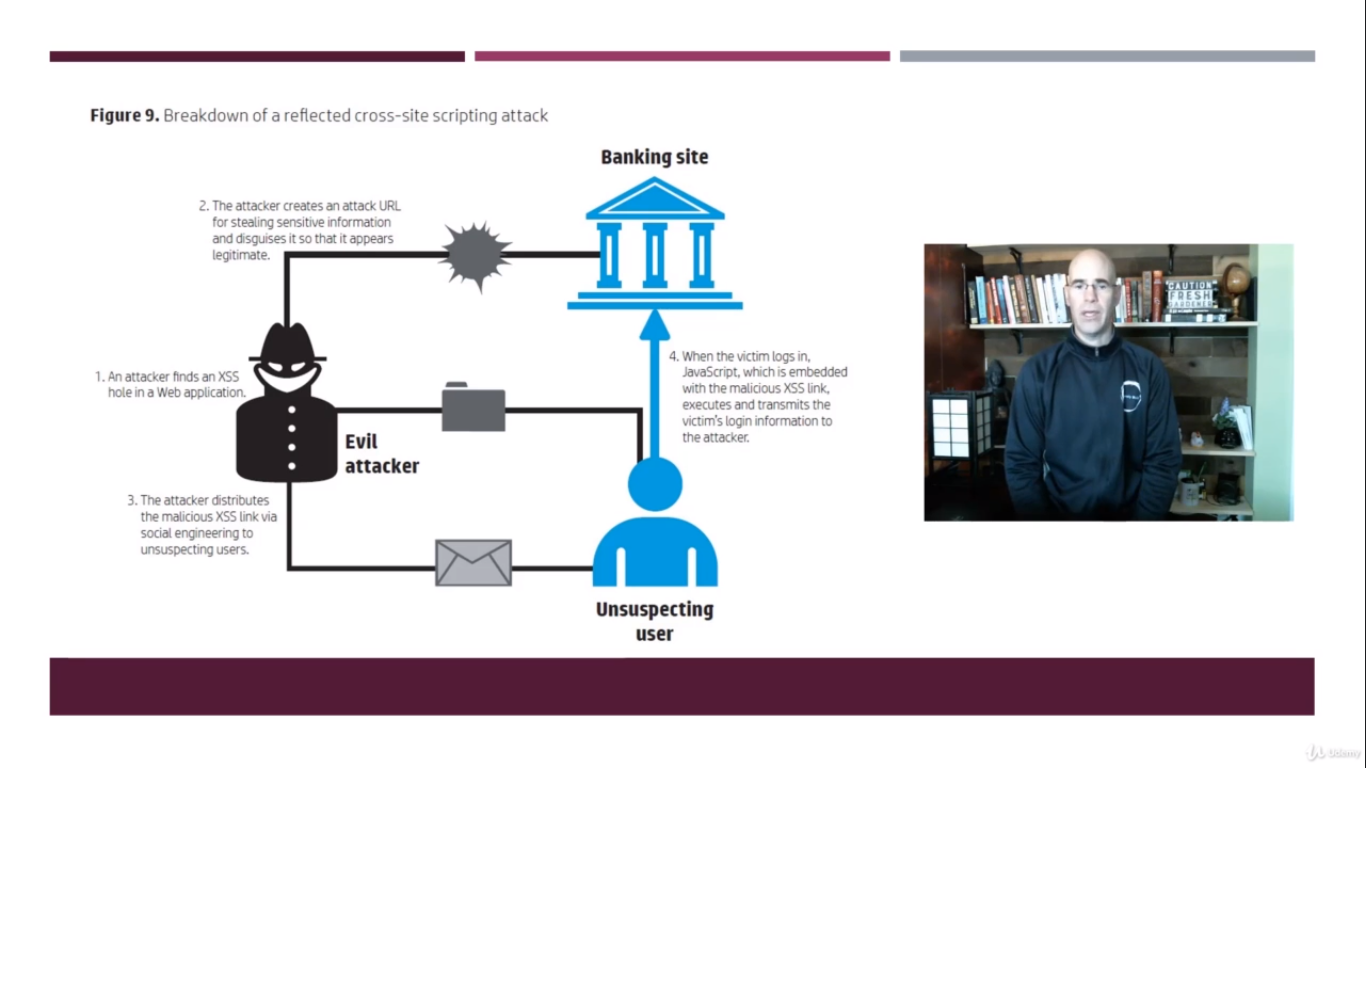 Figure 9. Breakdown of a reflected cross-site scripting attack
Banking site
2. The attacker creates an attack URL
for stealing sensitive information
and disguises it so that it appears
legitimate.
1. An attacker finds an XSS
hole in a Web application.
Evil
attacker
4. When the victim logs in,
JavaScript, which is embedded
with the malicious XSS link,
executes and transmits the
victim's login information to
the attacker.
3. The attacker distributes
the malicious XSS link via
social engineering to
unsuspecting users.
Unsuspecting
user
CAUTION
FRESH
Udemy